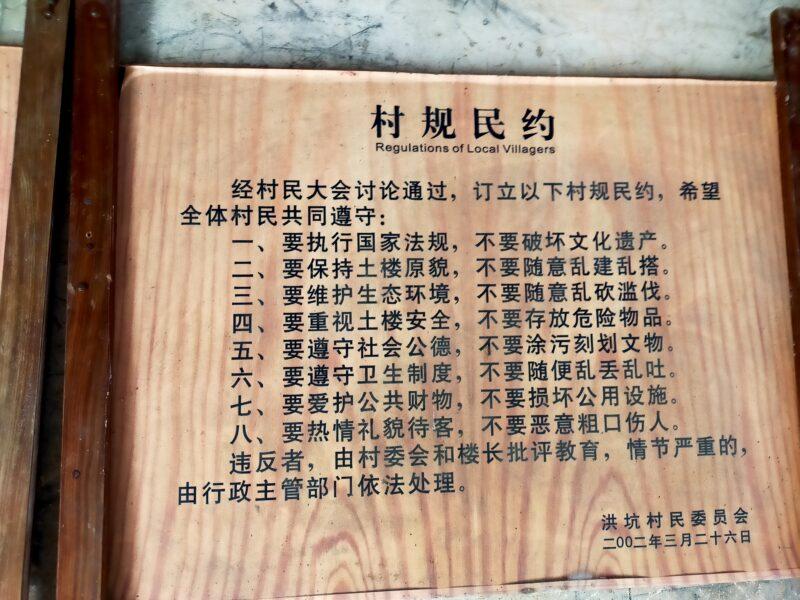 村规民约
Regulations of Local Villagers
经村民大会讨论通过，订立以下村规民约，希望
全体村民共同遵守：
一、要执行国家法规，不要破坏文化遗产。
二、要保持土楼原貌，不要随意乱建乱搭。
三、要维护生态环境，不要随意乱砍滥伐。
四、要重视土楼安全，不要存放危险物品。
五、要遵守社会公德，不要涂污刻划文物。
六、要遵守卫生制度，不要随便乱丢乱吐。
七、要爱护公共财物，不要损坏公用设施。
八、要热情礼貌待客，不要恶意粗口伤人。
违反者，由村委会和楼长批评教育，情节严重的，
由行政主管部门依法处理。
洪坑村民委员会
二00二年三月二十六日